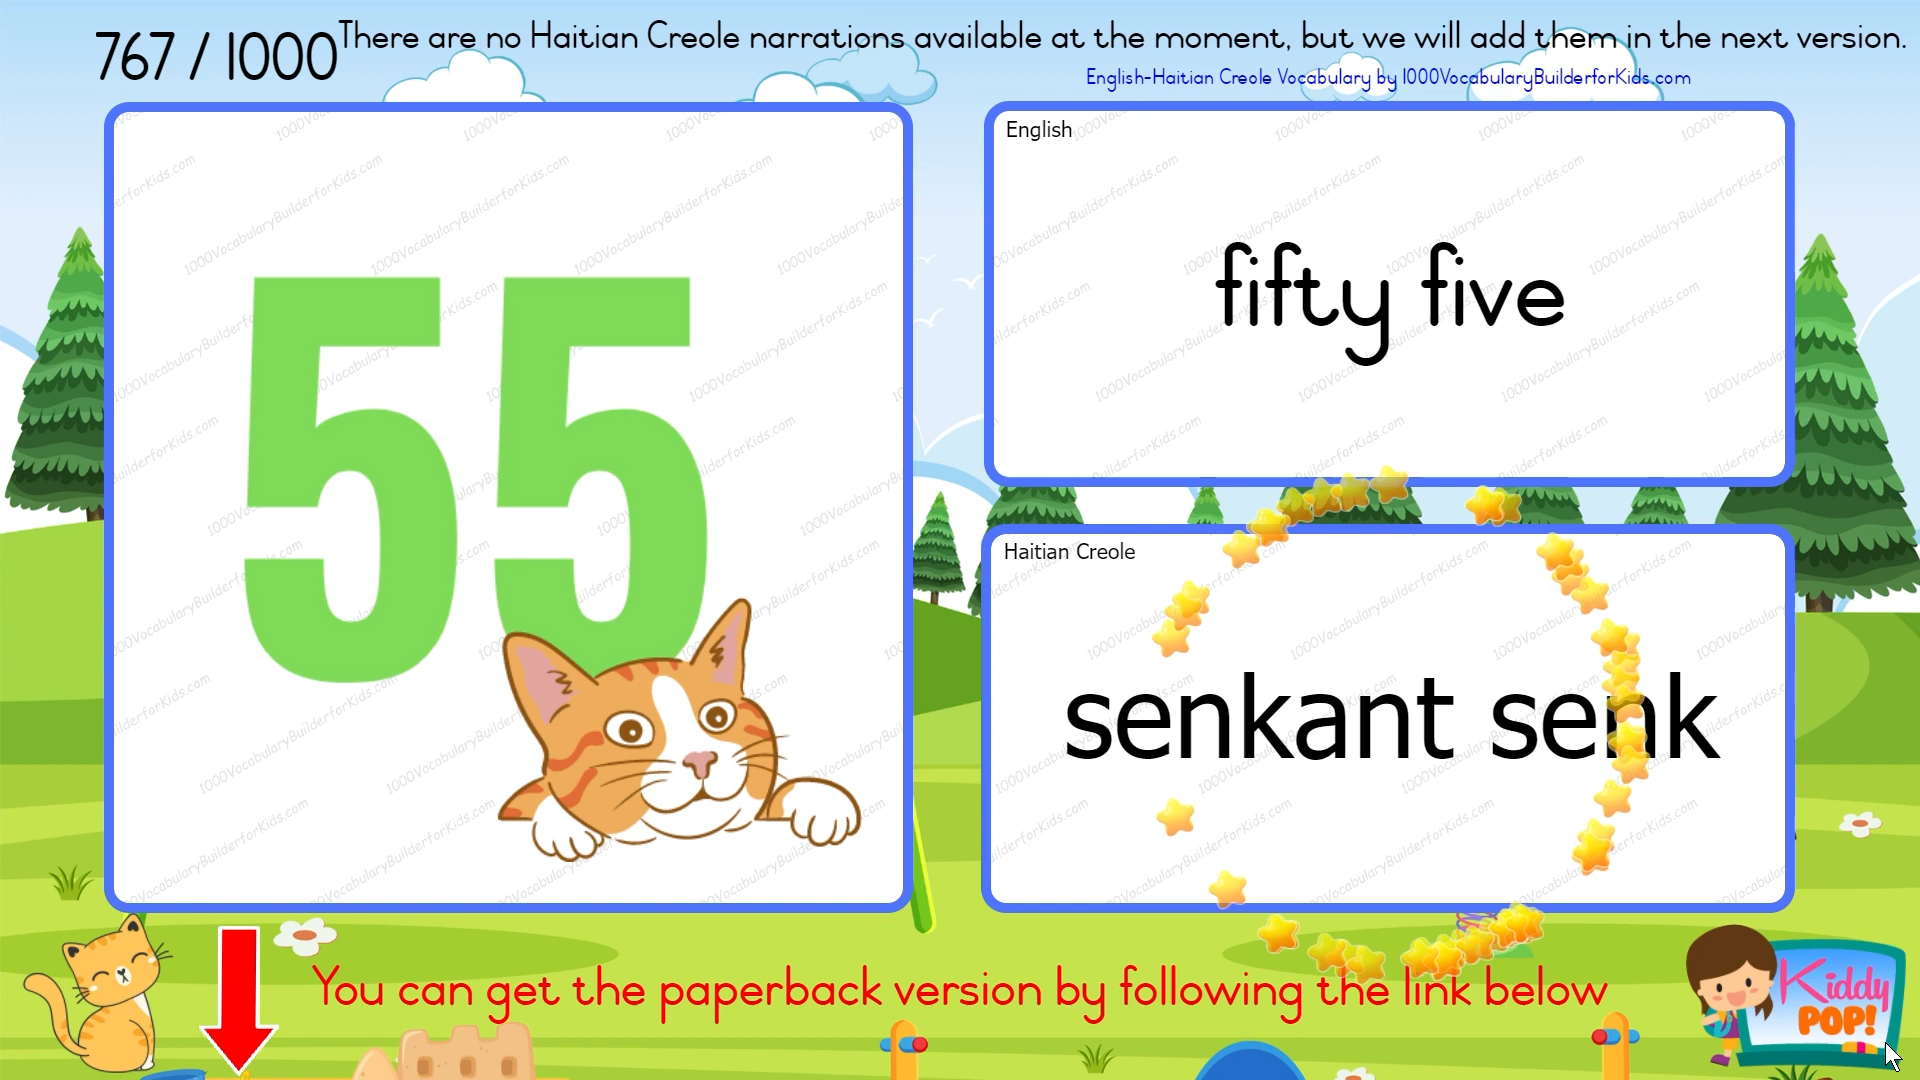 767 / 1000
There are no Haitian Creole narrations available at the moment, but we will add them in the next version.
English-Haitian Creole Vocabulary by 1000VocabularyBuilderforKids.com
55
English
fifty five
Haitian Creole
senkant senk
You can get the paperback version by following the link below
Kiddy
POP!
1000VocabularyBuilderforKids.com